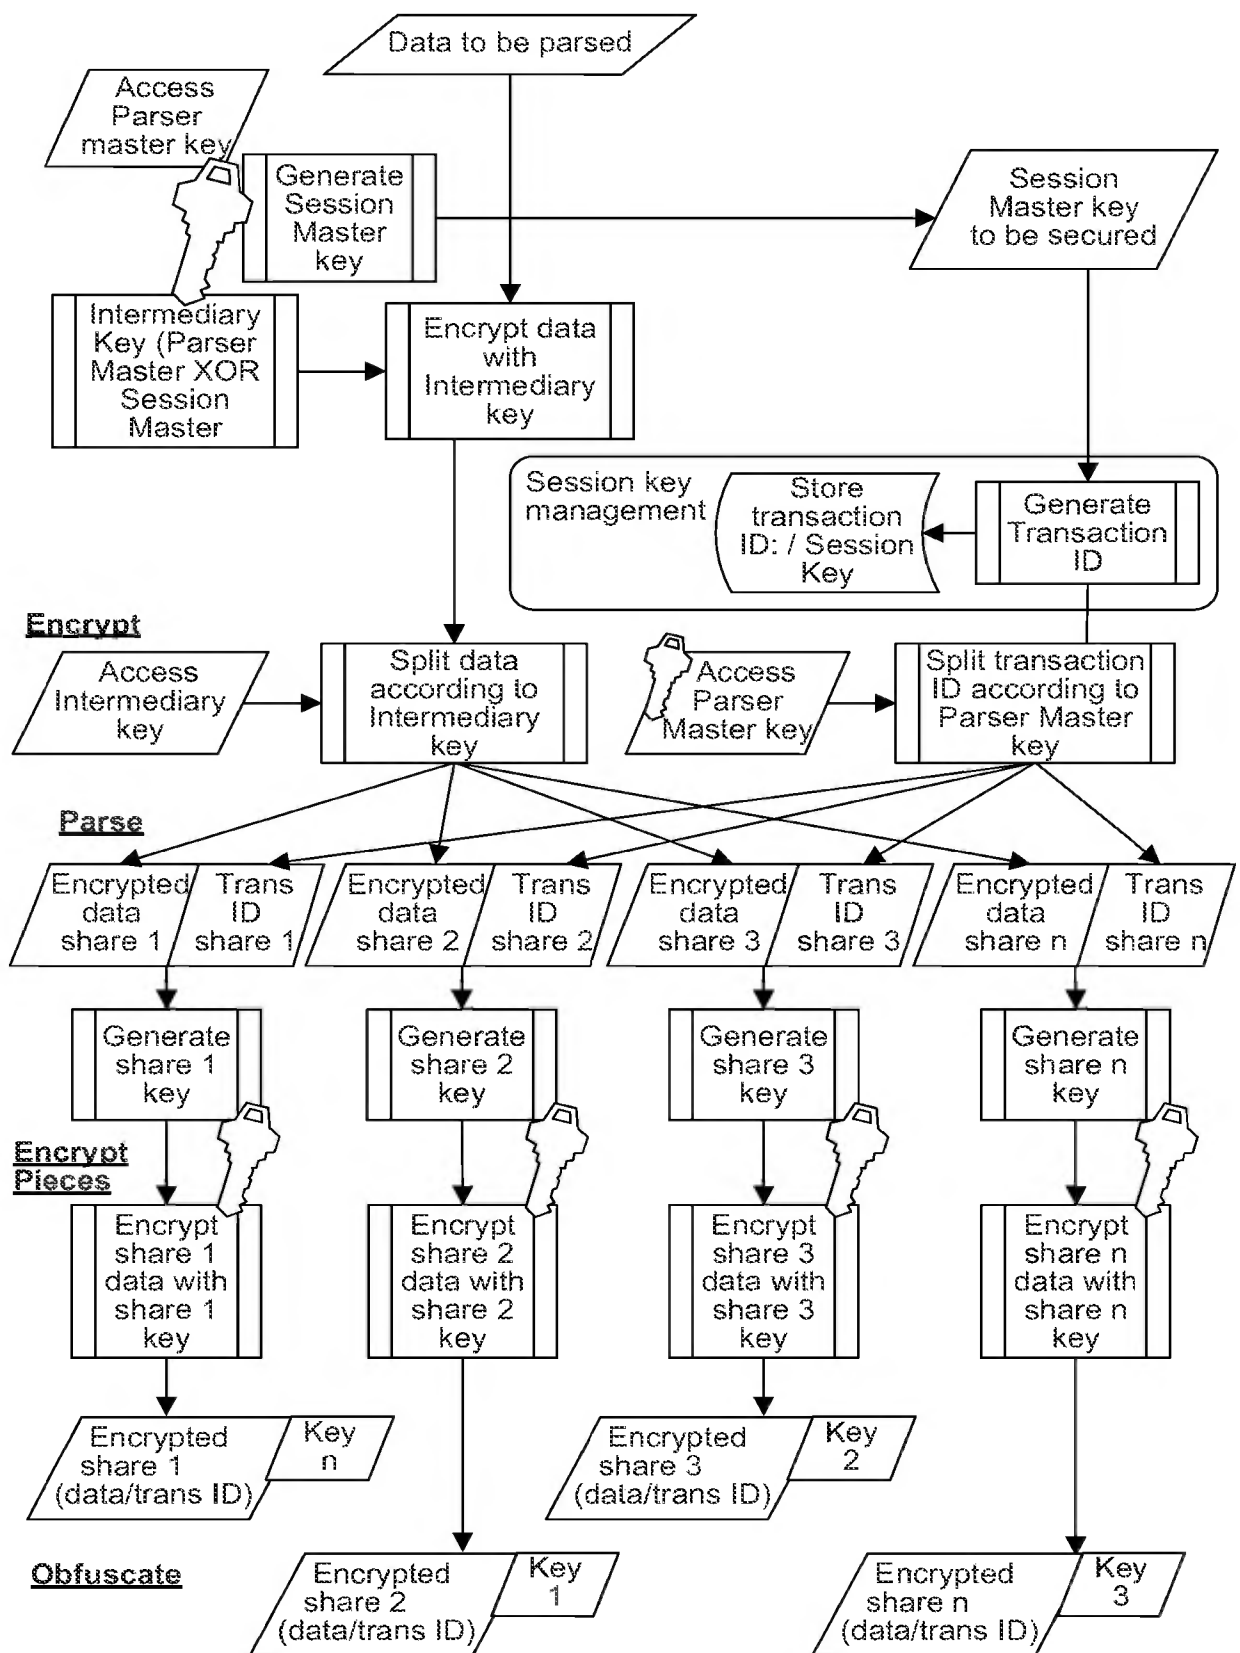 Data to be parsed
Access
Parser
master key
Generate
Session
Master
key
Session
Master key
to be secured
Intermediary
Key (Parser
Master XOR
Session
Master
Encrypt data
with
Intermediary
key
Session key
management
Store
transaction
ID: / Session
Key
Generate
Transaction
ID
Encrypt
Access
Intermediary
key
Split data
according to
Intermediary
key
Access
Parser
Master key
Split transaction
ID according to
Parser Master
key
Parse
Encrypted
data
share 1
Trans
ID
share 1
Encrypted
data
share 2
Trans
ID
share 2
Encrypted
data
share 3
Trans
ID
share 3
Encrypted
data
share n
Trans
ID
share n
Generate
share 1
key
Generate
share 2
key
Generate
share 3
key
Generate
share n
key
Encrypt
Pieces
Encrypt
share 1
data with
share 1
key
Encrypt
share 2
data with
share 2
key
Encrypt
share 3
data with
share 3
key
Encrypt
share n
data with
share n
key
Encrypted
share 1
(data/trans ID)
Key
n
Encrypted
share 3
(data/trans ID)
Key
2
Obfuscate
Encrypted
share 2
(data/trans ID)
Key
1
Encrypted
share n
(data/trans ID)
Key
3